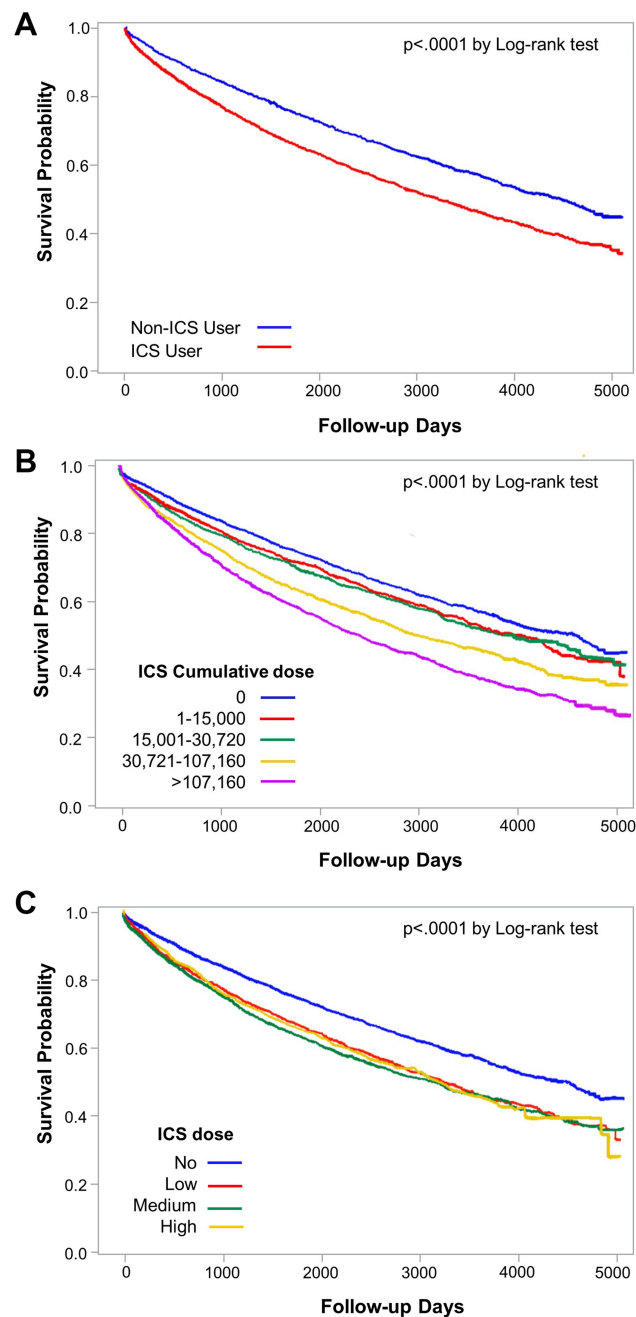 A
p<.0001 by Log-rank test
Survival Probability
1.0
0.8
0.6
0.4
0.2
0.0
Non-ICS User
ICS User
0 1000 2000 3000 4000 5000
Follow-up Days
B
p<.0001 by Log-rank test
Survival Probability
1.0
0.8
0.6
0.4
0.2
0.0
ICS Cumulative dose
0
1-15,000
15,001-30,720
30,721-107,160
>107,160
0 1000 2000 3000 4000 5000
Follow-up Days
C
p<.0001 by Log-rank test
Survival Probability
1.0
0.8
0.6
0.4
0.2
0.0
ICS dose
No
Low
Medium
High
0 1000 2000 3000 4000 5000
Follow-up Days